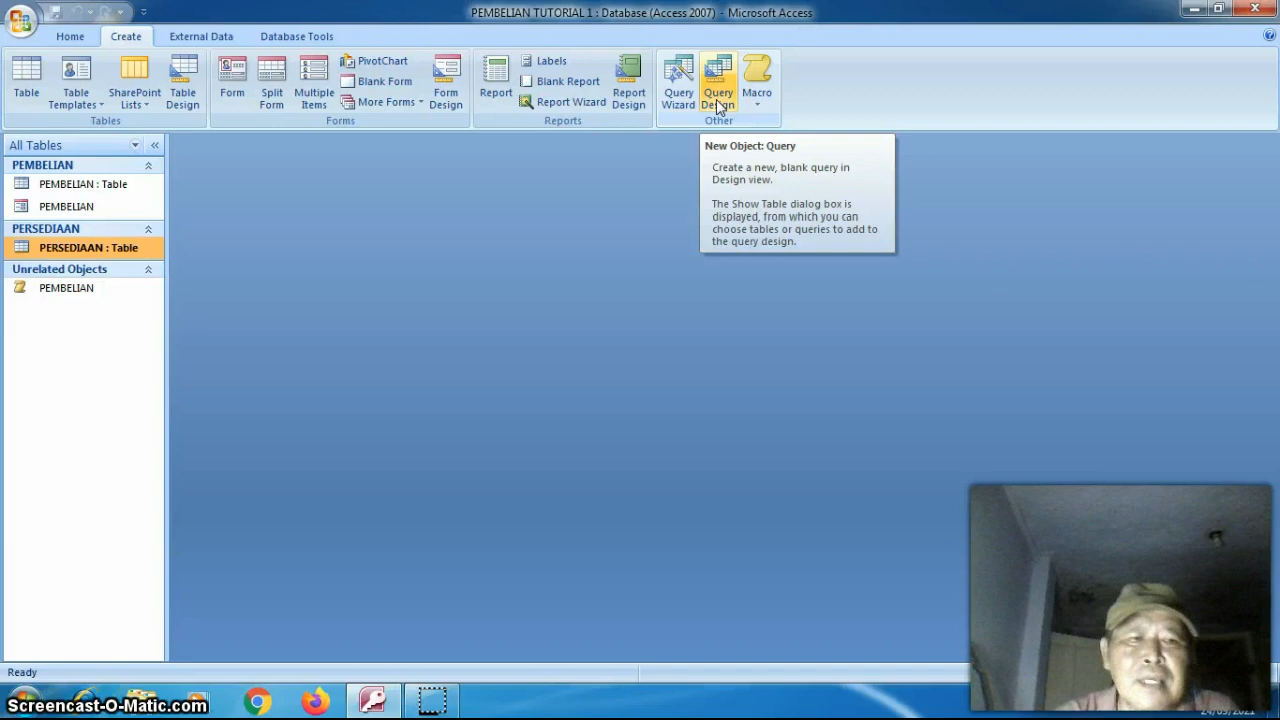 PEMBELIAN TUTORIAL 1 : Database (Access 2007) - Microsoft Access
Home Create External Data Database Tools
Table
Table Templates
SharePoint Lists
Table Design
Tables
Form
Split Form
Multiple Items
PivotChart
Blank Form
More Forms
Form Design
Forms
Report
Labels
Blank Report
Report Wizard
Report Design
Reports
Query Wizard
Query Design
Macro
Other
All Tables
PEMBELIAN
PEMBELIAN : Table
PEMBELIAN
PERSEDIAAN
PERSEDIAAN : Table
Unrelated Objects
PEMBELIAN
New Object: Query
Create a new, blank query in
Design view.
The Show Table dialog box is
displayed, from which you can
choose tables or queries to add to
the query design.
Ready
Screencast-O-Matic.com